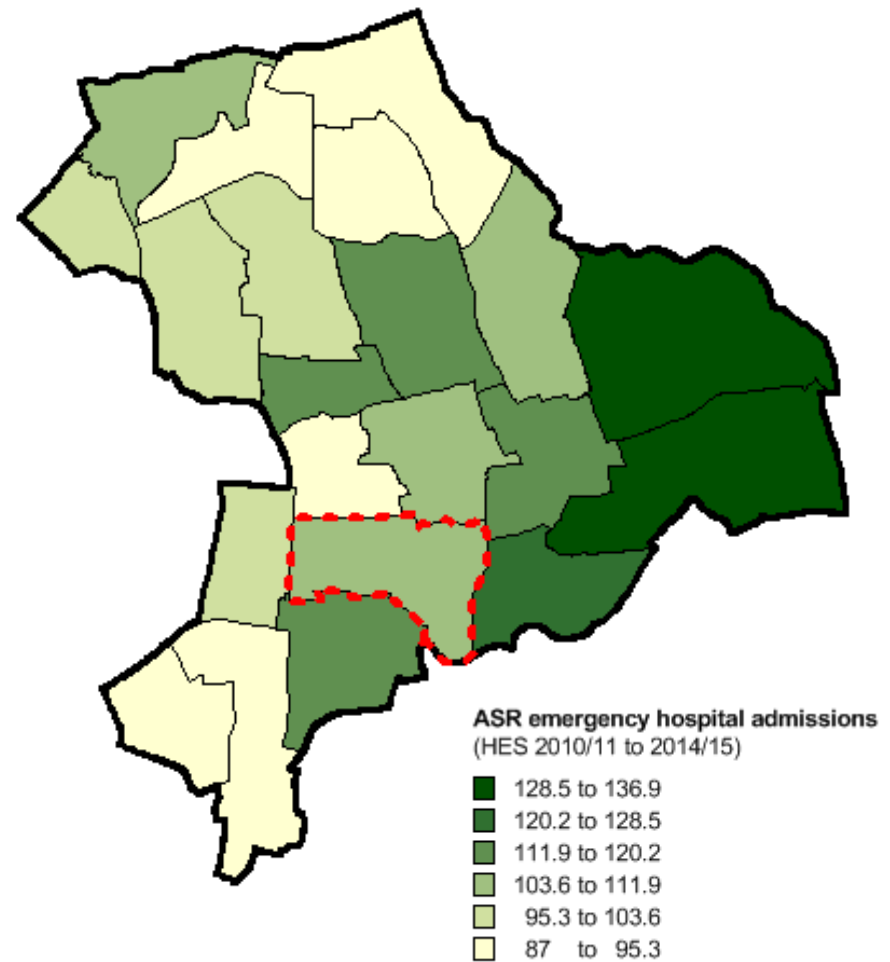 ASR emergency hospital admissions
(HES 2010/11 to 2014/15)
128.5 to 136.9
120.2 to 128.5
111.9 to 120.2
103.6 to 111.9
95.3 to 103.6
87 to 95.3